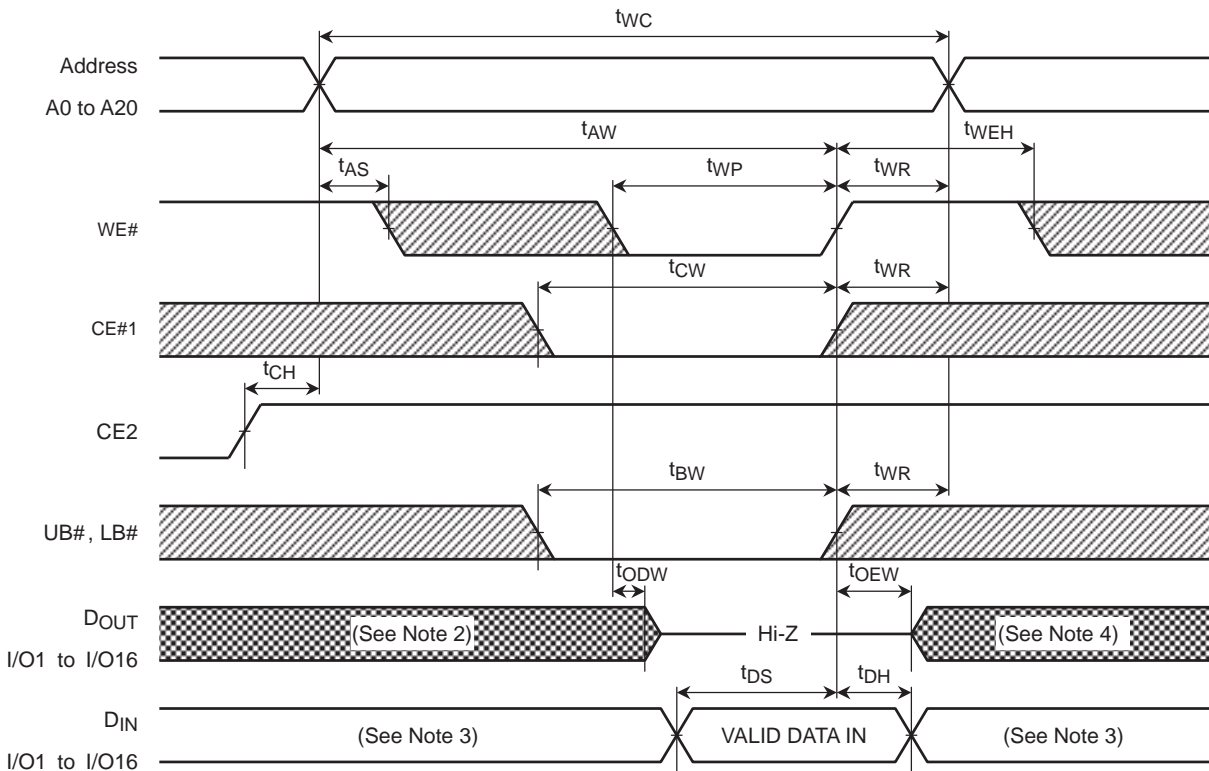 tWC
Address
A0 to A20
tAW
tWEH
tAS
tWP
tWR
WE#
tCW
tWR
CE#1
tCH
CE2
tBW
tWR
UB# , LB#
tODW
tOEW
DOUT
(See Note 2)
Hi-Z
(See Note 4)
I/O1 to I/O16
tDS
tDH
DIN
(See Note 3)
VALID DATA IN
(See Note 3)
I/O1 to I/O16